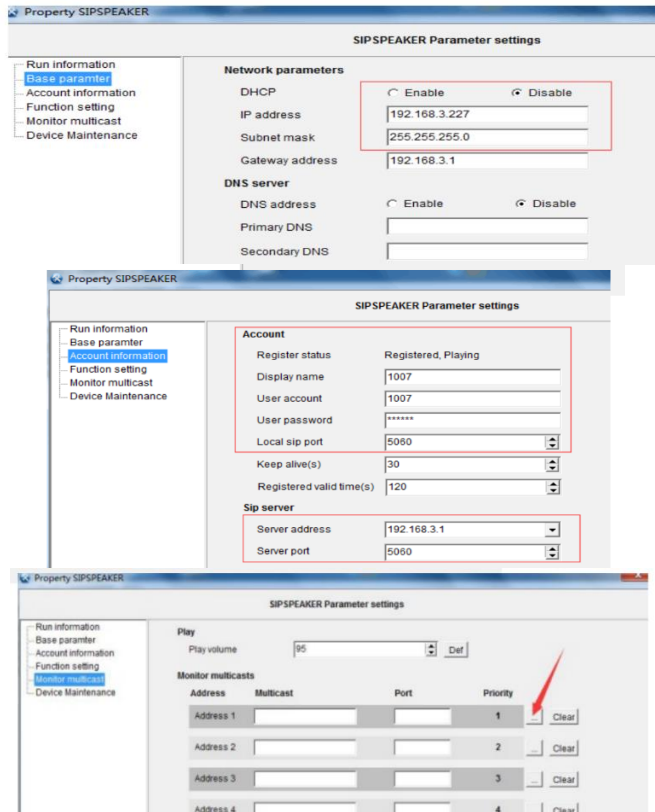 Property SIPSPEAKER
SIPSPEAKER Parameter settings
Run information
Base paramter
Account information
Function setting
Monitor multicast
Device Maintenance
Network parameters
DHCP Enable Disable
IP address 192.168.3.227
Subnet mask 255.255.255.0
Gateway address 192.168.3.1
DNS server
DNS address Enable Disable
Primary DNS
Secondary DNS
Property SIPSPEAKER
SIPSPEAKER Parameter settings
Run information
Base paramter
Account information
Function setting
Monitor multicast
Device Maintenance
Account
Register status Registered, Playing
Display name 1007
User account 1007
User password ******
Local sip port 5060
Keep alive(s) 30
Registered valid time(s) 120
Sip server
Server address 192.168.3.1
Server port 5060
Property SIPSPEAKER
SIPSPEAKER Parameter settings
Run information
Base paramter
Account information
Function setting
Monitor multicast
Device Maintenance
Play
Play volume 95 Def
Monitor multicasts
Address Multicast Port Priority
Address 1 1 ... Clear
Address 2 2 ... Clear
Address 3 3 ... Clear
Address 4 4 ... Clear